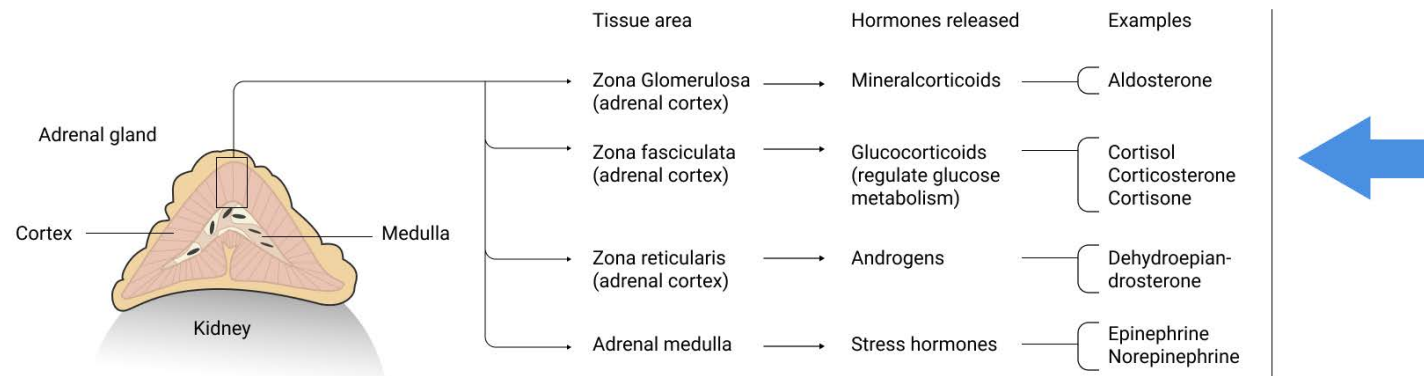 Tissue area
Hormones released
Examples
Zona Glomerulosa
(adrenal cortex)
Mineralcorticoids
Aldosterone
Adrenal gland
Zona fasciculata
(adrenal cortex)
Glucocorticoids
(regulate glucose
metabolism)
Cortisol
Corticosterone
Cortisone
Cortex
Medulla
Zona reticularis
(adrenal cortex)
Androgens
Dehydroepian-
drosterone
Kidney
Adrenal medulla
Stress hormones
Epinephrine
Norepinephrine